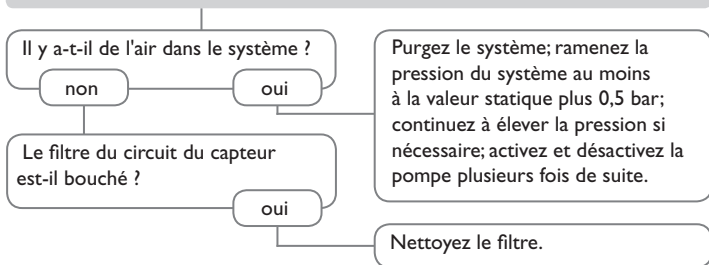 Il y a-t-il de l'air dans le système ?
non
oui
Purgez le système; ramenez la
pression du système au moins
à la valeur statique plus 0,5 bar;
continuez à élever la pression si
nécessaire; activez et désactivez la
pompe plusieurs fois de suite.
Le filtre du circuit du capteur
est-il bouché ?
oui
Nettoyez le filtre.